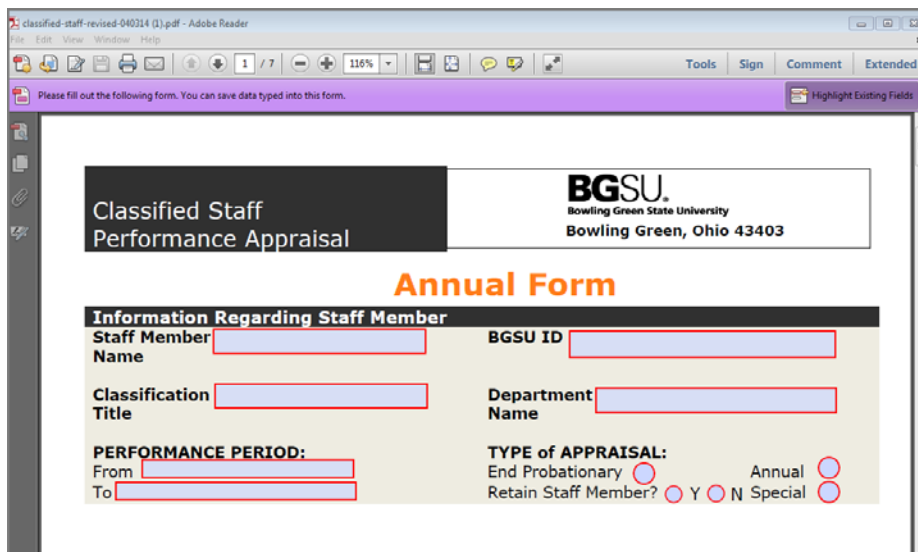 classified-staff-revised-040314 (1).pdf - Adobe Reader
File Edit View Window Help
1 / 7 116% Tools Sign Comment Extended
Please fill out the following form. You can save data typed into this form. Highlight Existing Fields
Classified Staff
Performance Appraisal
BGSU.
Bowling Green State University
Bowling Green, Ohio 43403
Annual Form
Information Regarding Staff Member
Staff Member Name
BGSU ID
Classification Title
Department Name
PERFORMANCE PERIOD:
From
To
TYPE of APPRAISAL:
End Probationary Annual
Retain Staff Member? Y N Special